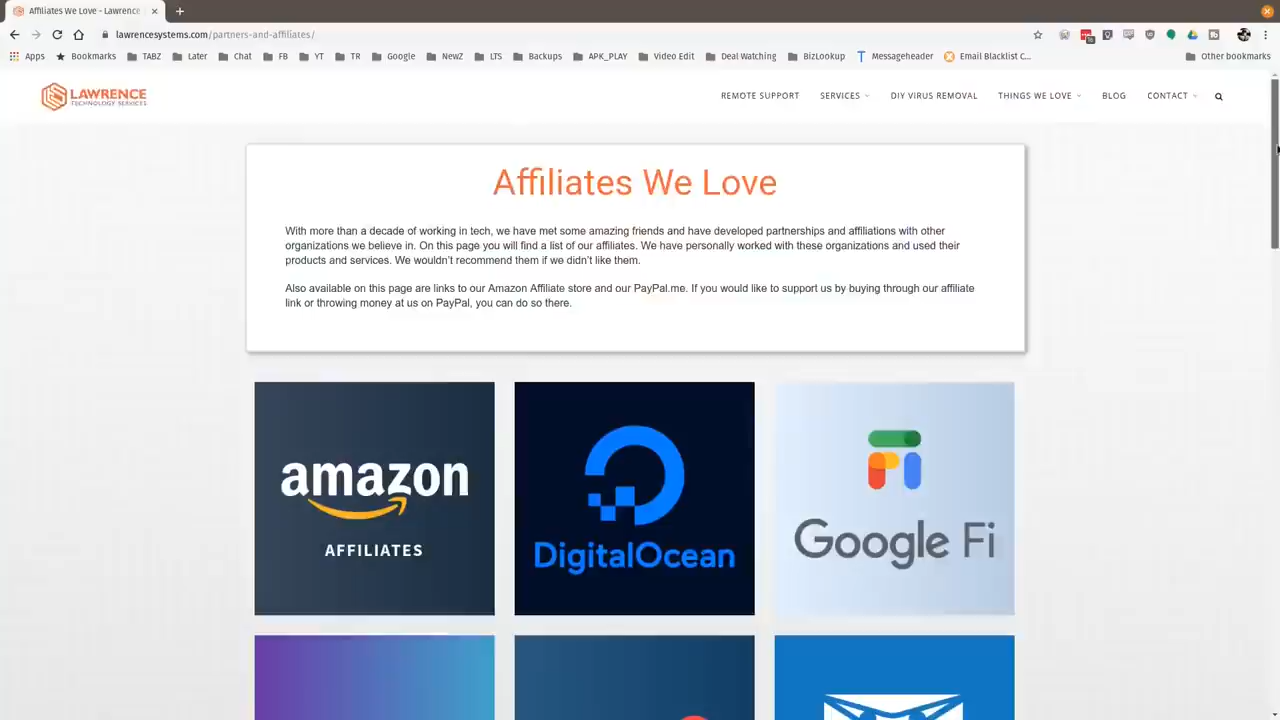 Affiliates We Love - Lawrence
lawrencesystems.com/partners-and-affiliates/
Apps Bookmarks TABZ Later Chat FB YT TR Google NewZ LTS Backups APK_PLAY Video Edit Deal Watching BizLookup Messageheader Email Blacklist C... Other bookmarks
LAWRENCE
TECHNOLOGY SERVICES
REMOTE SUPPORT SERVICES DIY VIRUS REMOVAL THINGS WE LOVE BLOG CONTACT
Affiliates We Love
With more than a decade of working in tech, we have met some amazing friends and have developed partnerships and affiliations with other
organizations we believe in. On this page you will find a list of our affiliates. We have personally worked with these organizations and used their
products and services. We wouldn't recommend them if we didn't like them.
Also available on this page are links to our Amazon Affiliate store and our PayPal.me. If you would like to support us by buying through our affiliate
link or throwing money at us on PayPal, you can do so there.
amazon
AFFILIATES
DigitalOcean
Google Fi